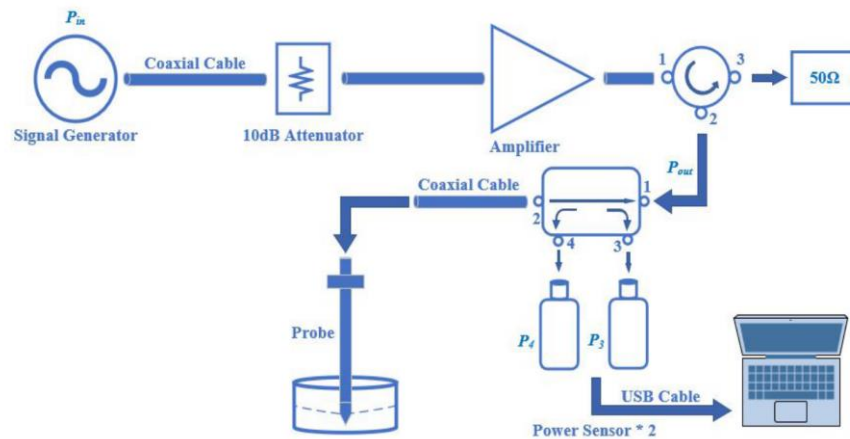 Pin
Coaxial Cable
Signal Generator
10dB Attenuator
Amplifier
1
3
2
50Ω
Pout
Coaxial Cable
1
2
4
3
Probe
P4
P3
USB Cable
Power Sensor * 2